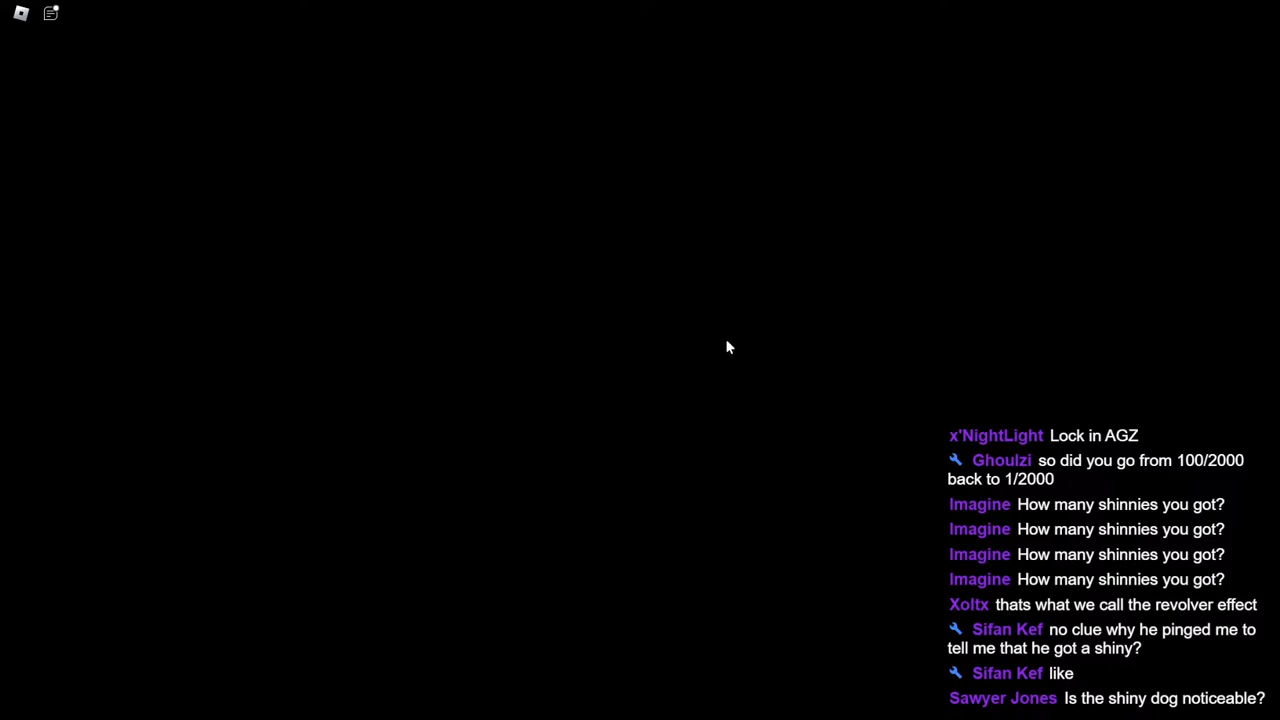 x'NightLight Lock in AGZ
Ghoulzi so did you go from 100/2000
back to 1/2000
Imagine How many shinnies you got?
Imagine How many shinnies you got?
Imagine How many shinnies you got?
Imagine How many shinnies you got?
Xoltx thats what we call the revolver effect
Sifan Kef no clue why he pinged me to
tell me that he got a shiny?
Sifan Kef like
Sawyer Jones Is the shiny dog noticeable?